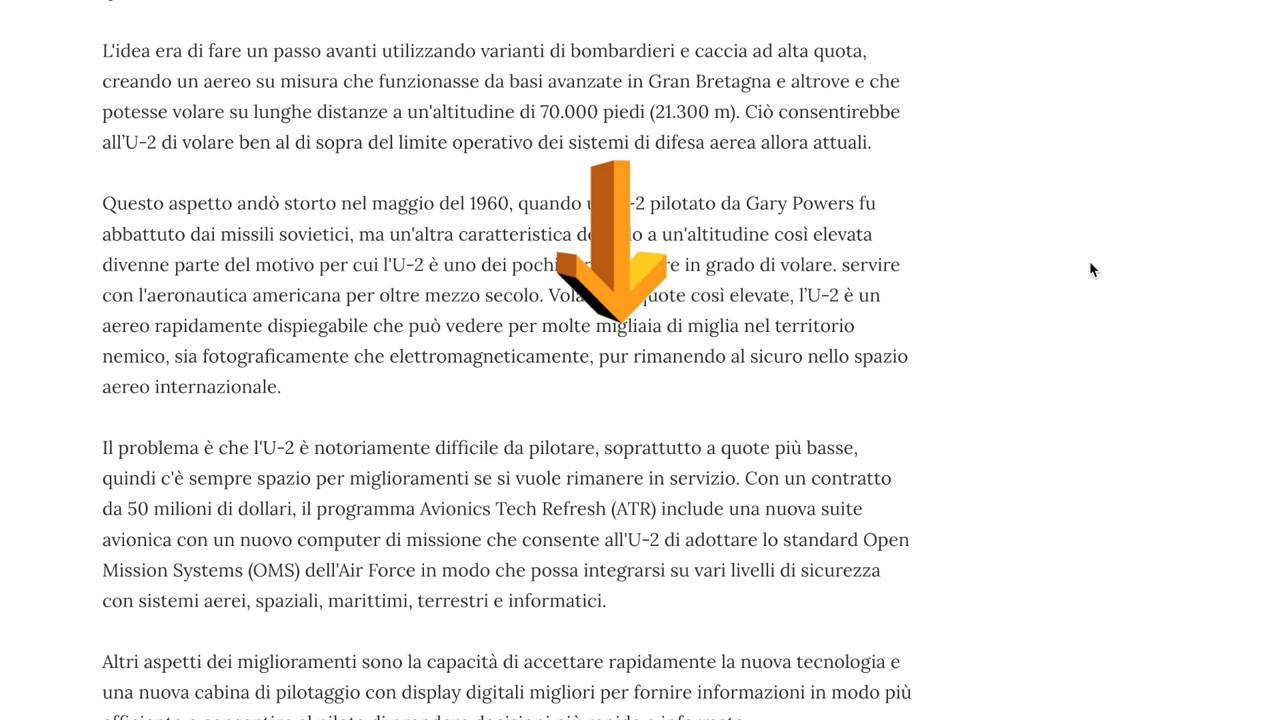 L'idea era di fare un passo avanti utilizzando varianti di bombardieri e caccia ad alta quota,
creando un aereo su misura che funzionasse da basi avanzate in Gran Bretagna e altrove e che
potesse volare su lunghe distanze a un'altitudine di 70.000 piedi (21.300 m). Ciò consentirebbe
all’U-2 di volare ben al di sopra del limite operativo dei sistemi di difesa aerea allora attuali.
Questo aspetto andò storto nel maggio del 1960, quando -2 pilotato da Gary Powers fu
abbattuto dai missili sovietici, ma un'altra caratteristica a un'altitudine così elevata
divenne parte del motivo per cui l'U-2 è uno dei pochi in grado di volare. servire
con l'aeronautica americana per oltre mezzo secolo. quote così elevate, l’U-2 è un
aereo rapidamente dispiegabile che può vedere per molte migliaia di miglia nel territorio
nemico, sia fotograficamente che elettromagneticamente, pur rimanendo al sicuro nello spazio
aereo internazionale.
Il problema è che l'U-2 è notoriamente difficile da pilotare, soprattutto a quote più basse,
quindi c'è sempre spazio per miglioramenti se si vuole rimanere in servizio. Con un contratto
da 50 milioni di dollari, il programma Avionics Tech Refresh (ATR) include una nuova suite
avionica con un nuovo computer di missione che consente all'U-2 di adottare lo standard Open
Mission Systems (OMS) dell'Air Force in modo che possa integrarsi su vari livelli di sicurezza
con sistemi aerei, spaziali, marittimi, terrestri e informatici.
Altri aspetti dei miglioramenti sono la capacità di accettare rapidamente la nuova tecnologia e
una nuova cabina di pilotaggio con display digitali migliori per fornire informazioni in modo più